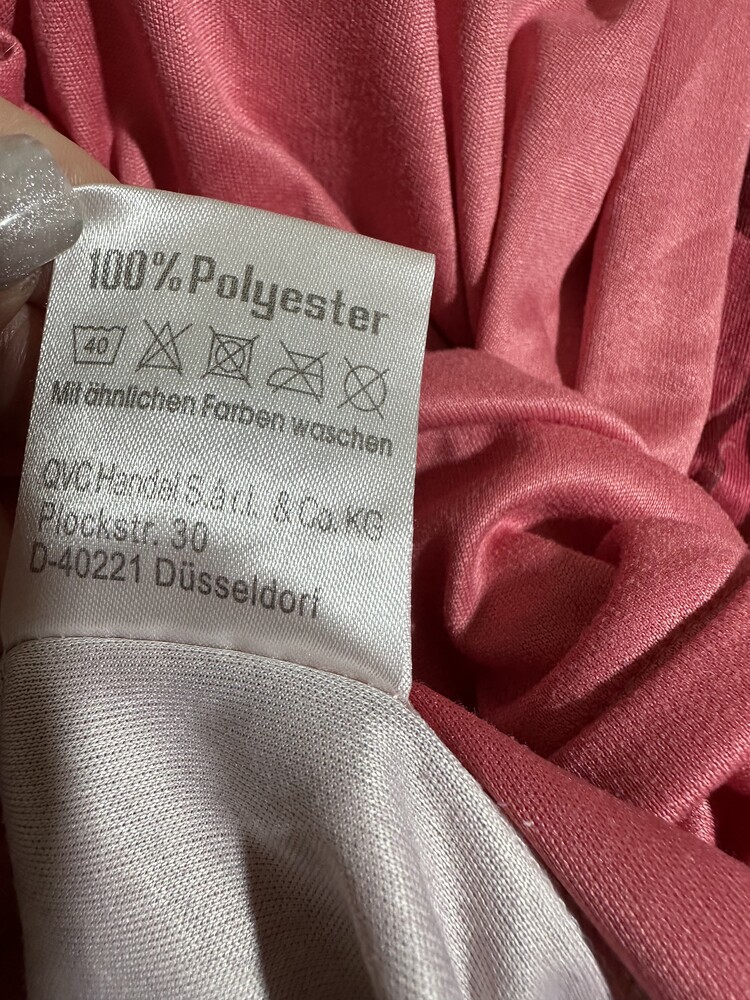 100% Polyester
40
Mit ähnlichen Farben waschen
QVC Handel S.à r.l. & Co. KG
Plockstr. 30
D-40221 Düsseldorf